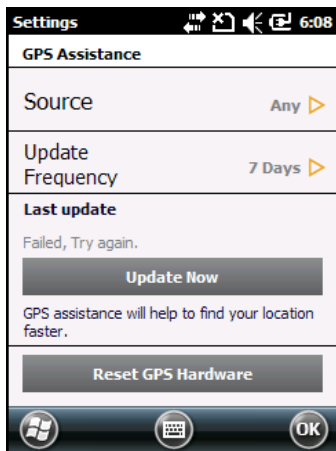 Settings 6:08
GPS Assistance
Source Any
Update
Frequency 7 Days
Last update
Failed, Try again.
Update Now
GPS assistance will help to find your location
faster.
Reset GPS Hardware
OK